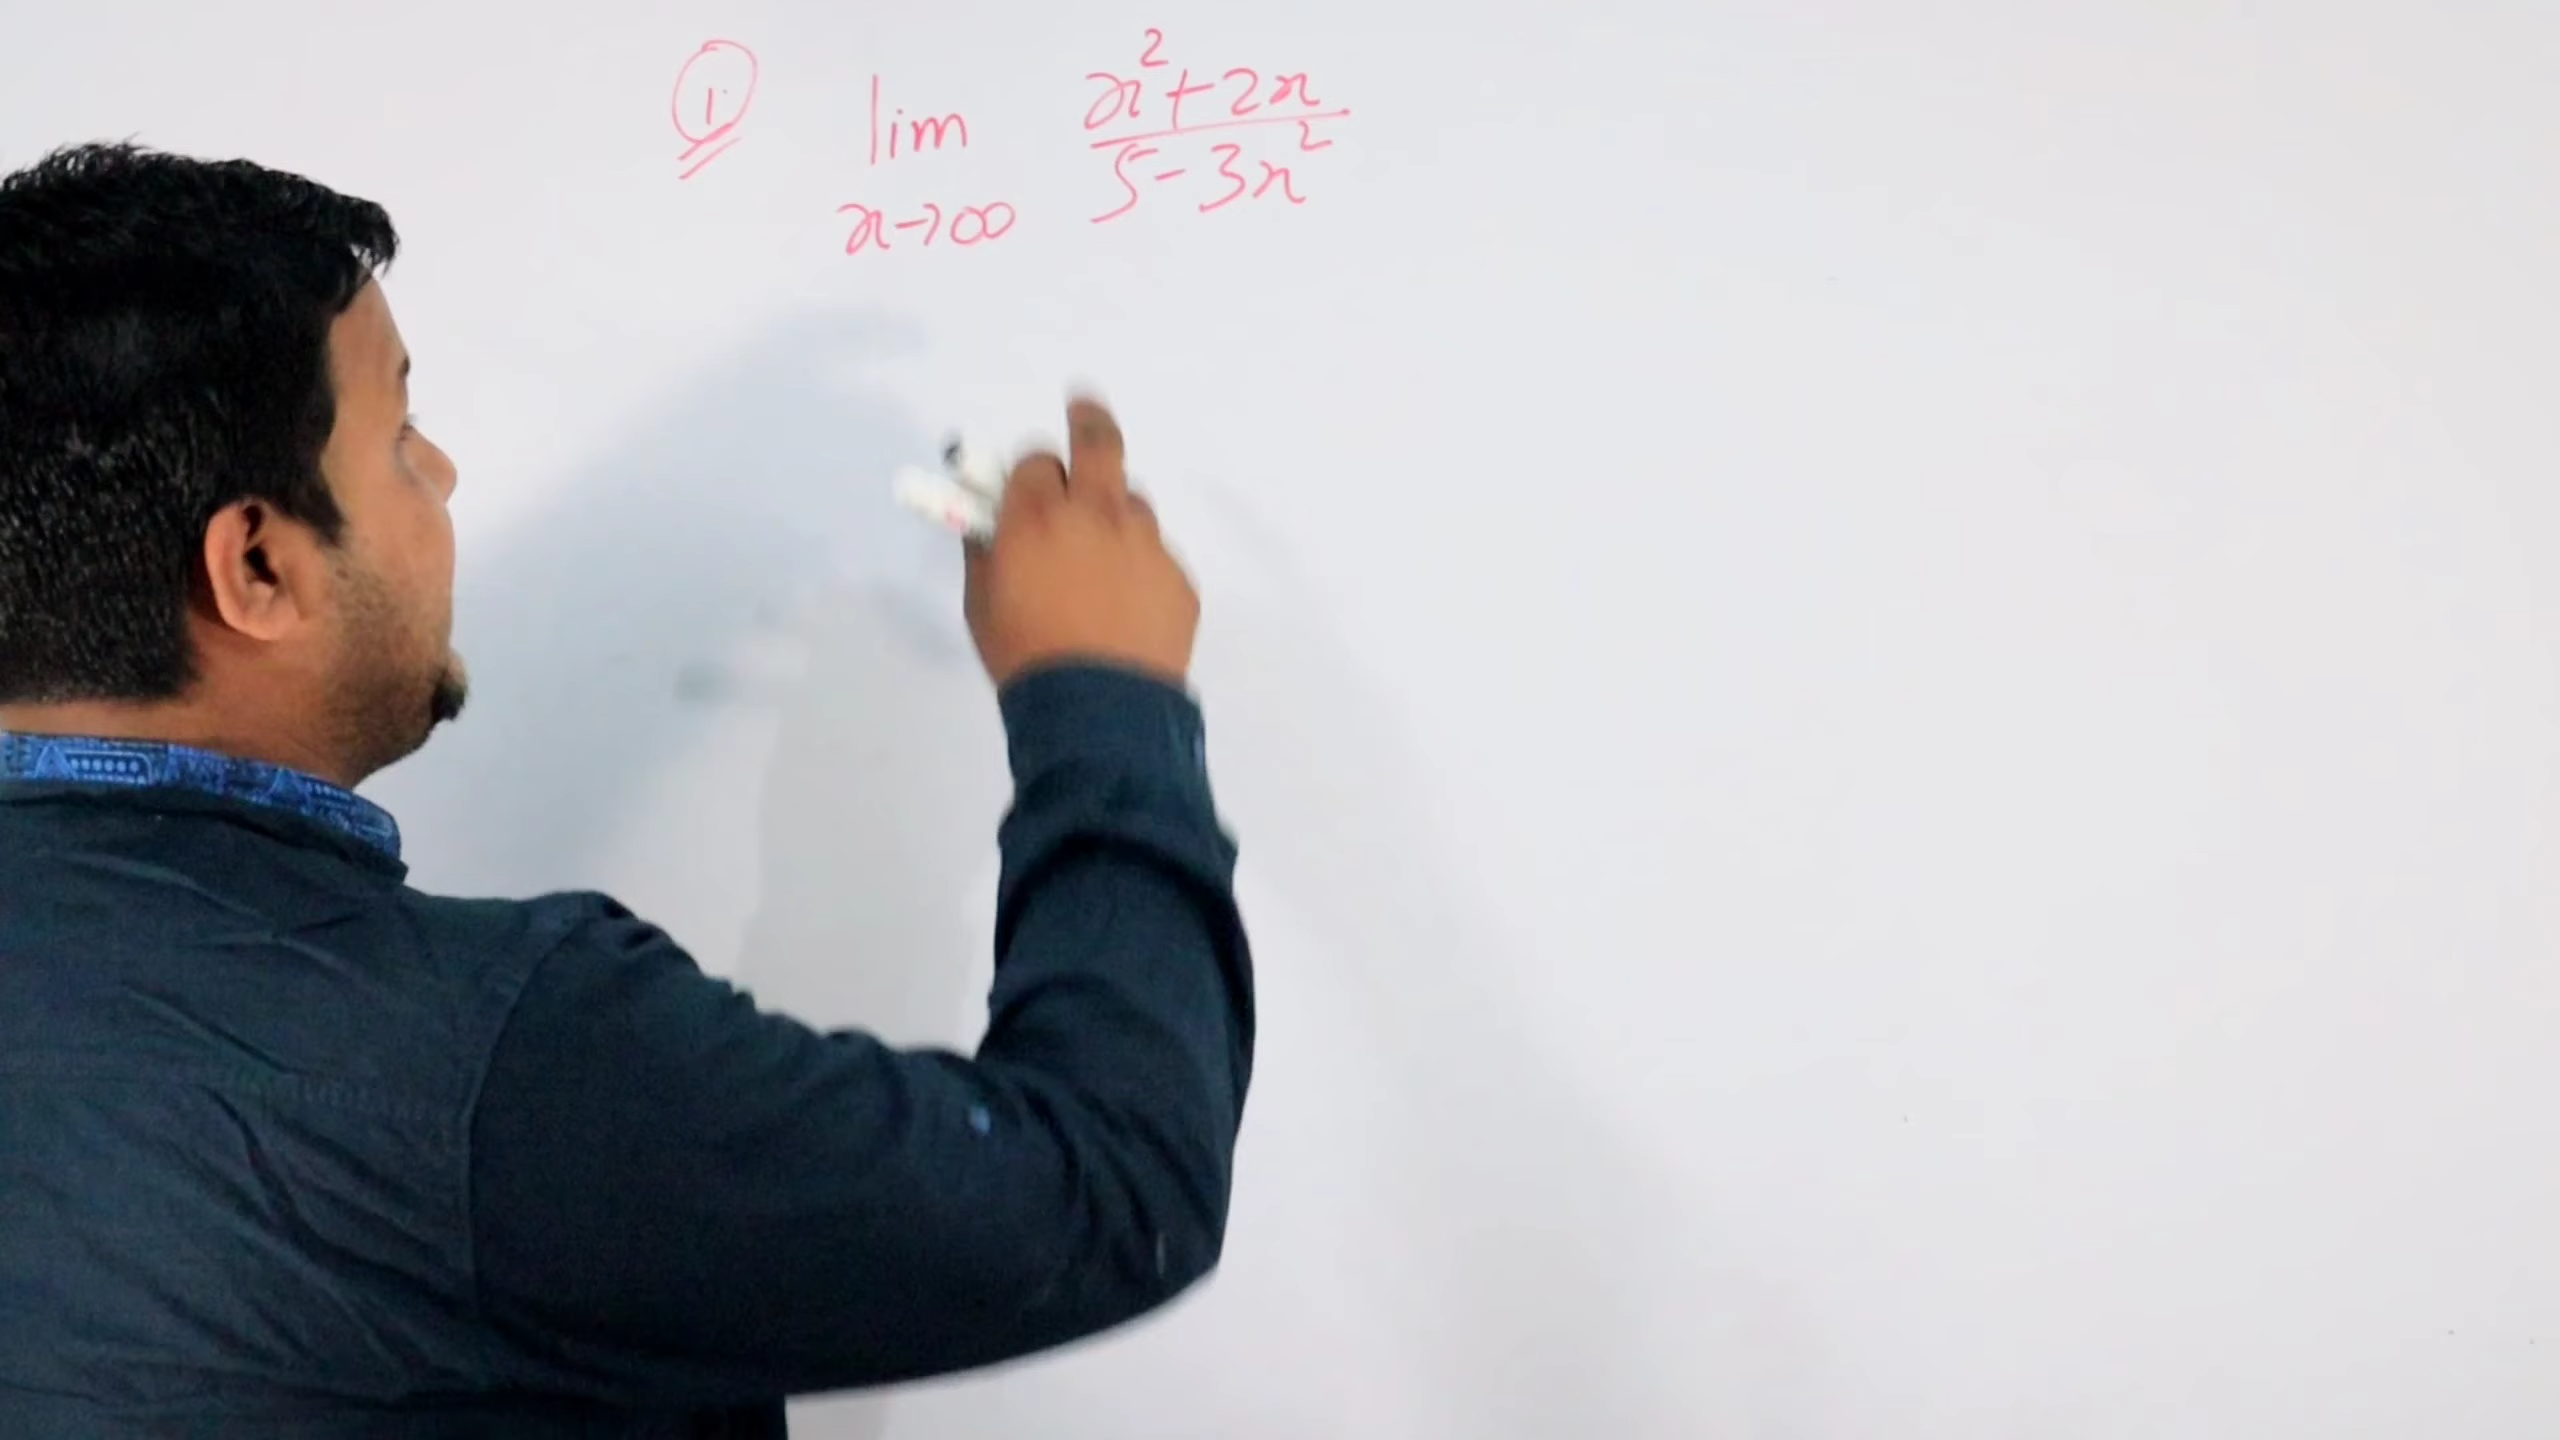 ① lim x²+2x
x→∞ 5-3x²